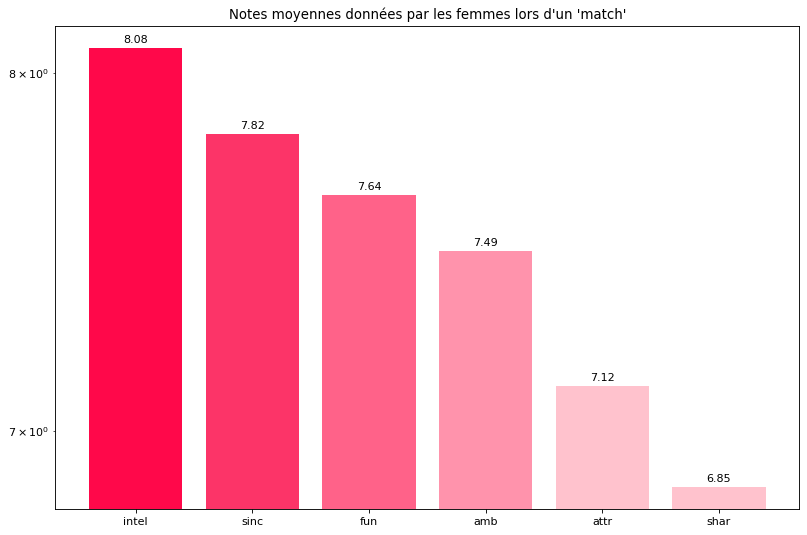 Notes moyennes données par les femmes lors d'un 'match'
8.08
8 × 10⁰
7.82
7.64
7.49
7.12
7 × 10⁰
6.85
intel sinc fun amb attr shar